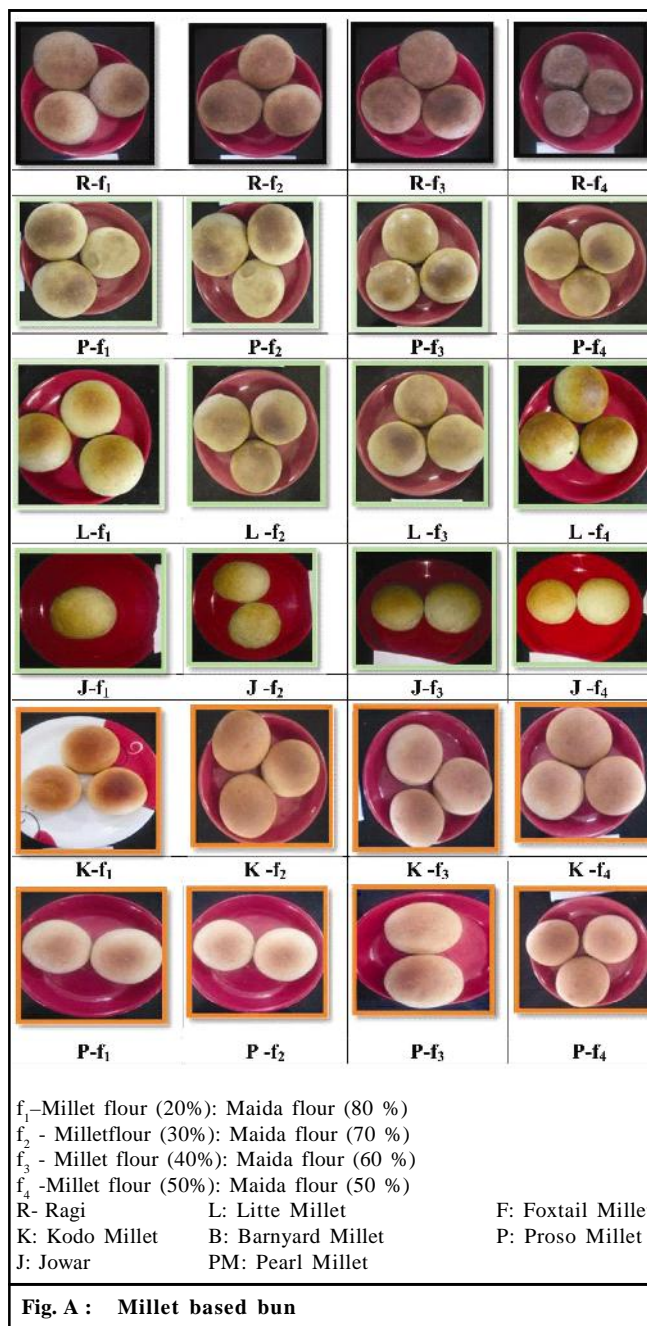 R-f₁ R-f₂ R-f₃ R-f₄
P-f₁ P-f₂ P-f₃ P-f₄
L-f₁ L -f₂ L -f₃ L -f₄
J-f₁ J -f₂ J-f₃ J -f₄
K-f₁ K -f₂ K -f₃ K -f₄
P-f₁ P -f₂ P-f₃ P-f₄
f₁–Millet flour (20%): Maida flour (80 %)
f₂ - Milletflour (30%): Maida flour (70 %)
f₃ - Millet flour (40%): Maida flour (60 %)
f₄ -Millet flour (50%): Maida flour (50 %)
R- Ragi L: Litte Millet F: Foxtail Mille
K: Kodo Millet B: Barnyard Millet P: Proso Millet
J: Jowar PM: Pearl Millet
Fig. A : Millet based bun